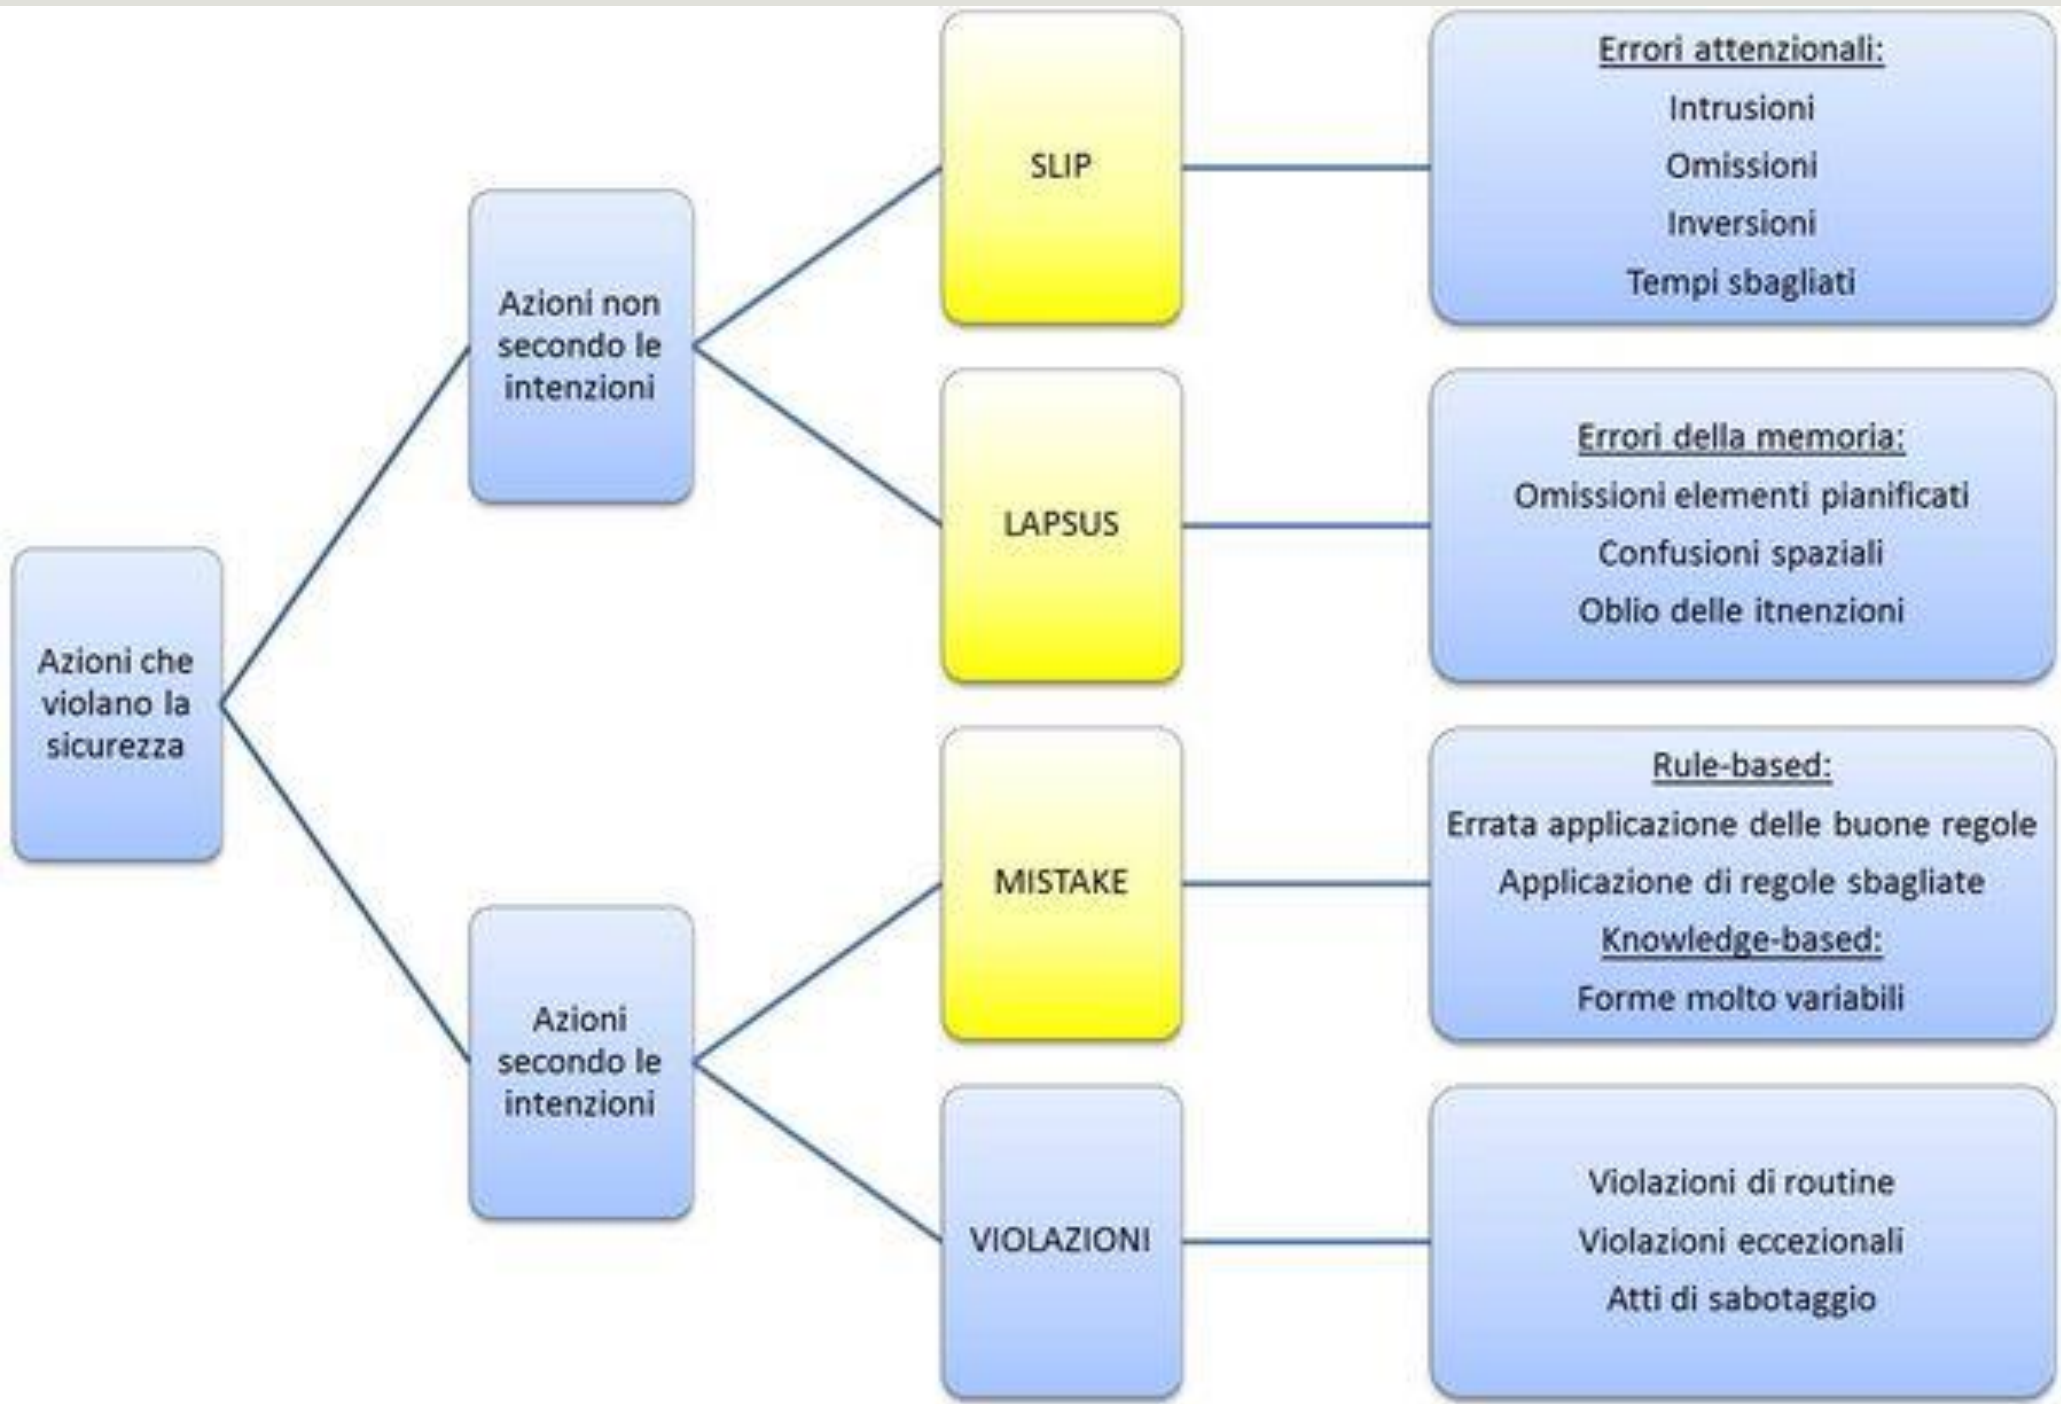 Azioni che
violano la
sicurezza
Azioni non
secondo le
intenzioni
SLIP
Errori attenzionali:
Intrusioni
Omissioni
Inversioni
Tempi sbagliati
LAPSUS
Errori della memoria:
Omissioni elementi pianificati
Confusioni spaziali
Oblio delle itnenzioni
Azioni
secondo le
intenzioni
MISTAKE
Rule-based:
Errata applicazione delle buone regole
Applicazione di regole sbagliate
Knowledge-based:
Forme molto variabili
VIOLAZIONI
Violazioni di routine
Violazioni eccezionali
Atti di sabotaggio